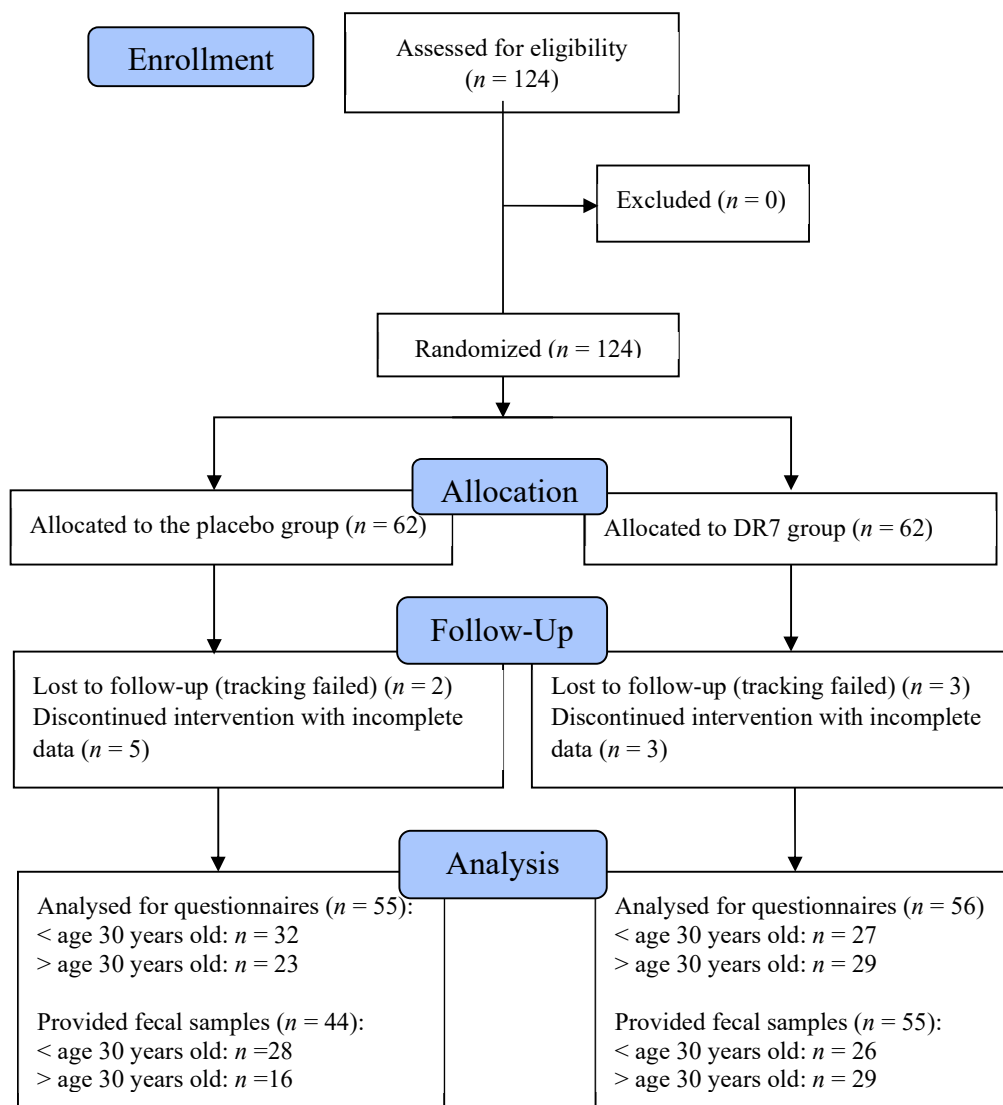 Enrollment
Assessed for eligibility
(n = 124)
Excluded (n = 0)
Randomized (n = 124)
Allocation
Allocated to the placebo group (n = 62)
Allocated to DR7 group (n = 62)
Follow-Up
Lost to follow-up (tracking failed) (n = 2)
Discontinued intervention with incomplete
data (n = 5)
Lost to follow-up (tracking failed) (n = 3)
Discontinued intervention with incomplete
data (n = 3)
Analysis
Analysed for questionnaires (n = 55):
< age 30 years old: n = 32
> age 30 years old: n = 23
Provided fecal samples (n = 44):
< age 30 years old: n =28
> age 30 years old: n =16
Analysed for questionnaires (n = 56)
< age 30 years old: n = 27
> age 30 years old: n = 29
Provided fecal samples (n = 55):
< age 30 years old: n = 26
> age 30 years old: n = 29